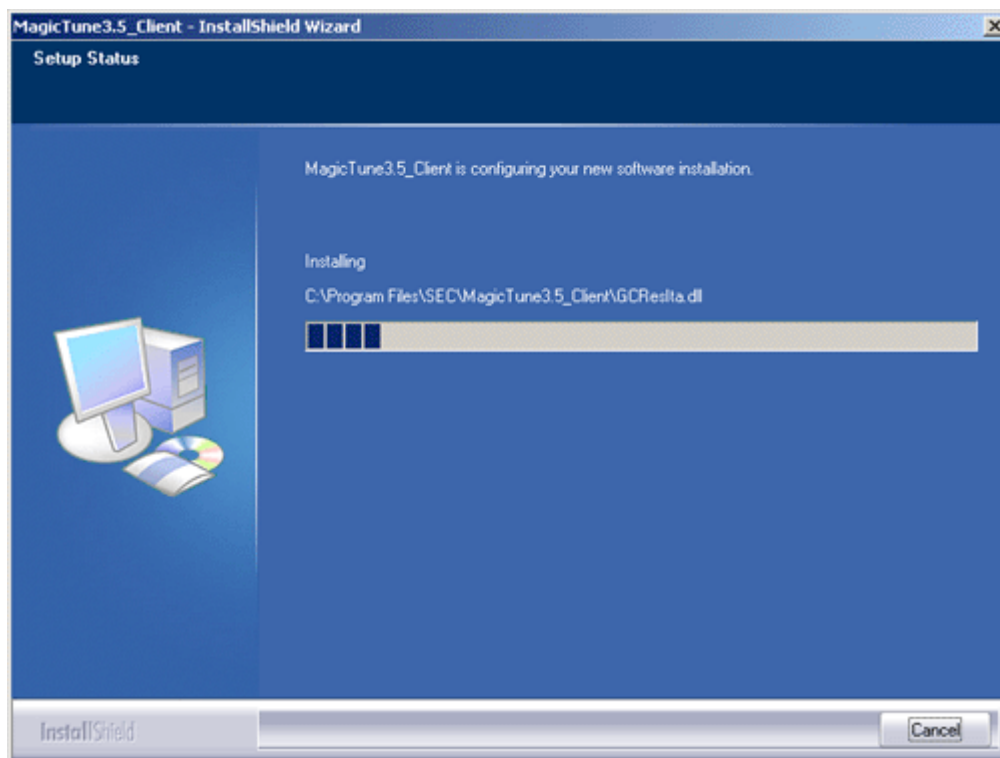 MagicTune3.5_Client - InstallShield Wizard
Setup Status
MagicTune3.5_Client is configuring your new software installation.
Installing
C:\Program Files\SEC\MagicTune3.5_Client\GCResIta.dll
InstallShield
Cancel